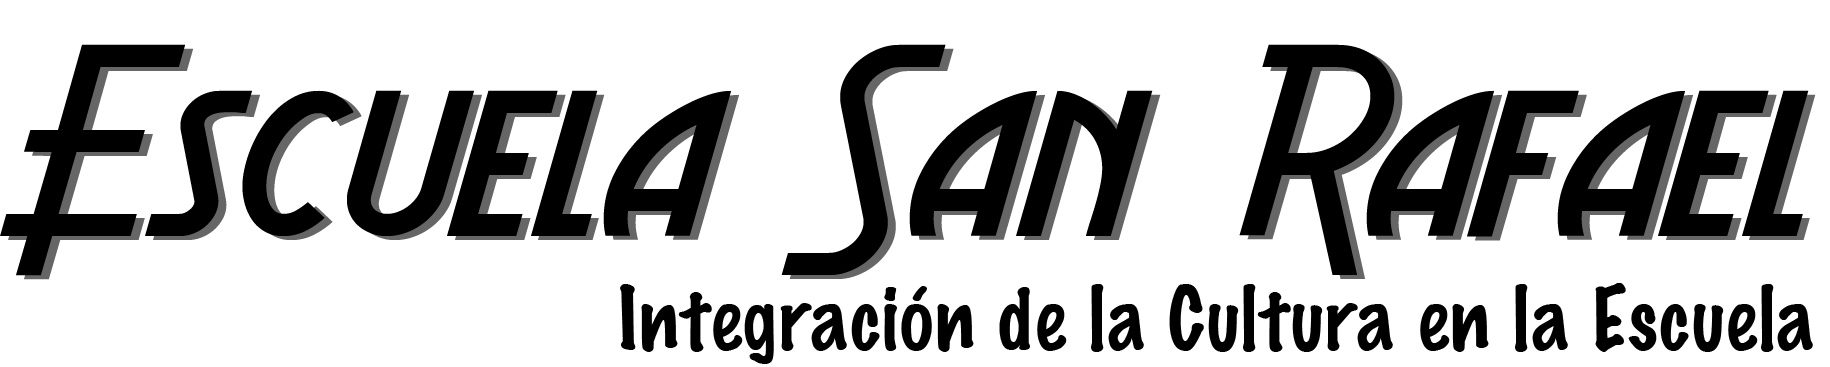 Escuela San Rafael
Integración de la Cultura en la Escuela